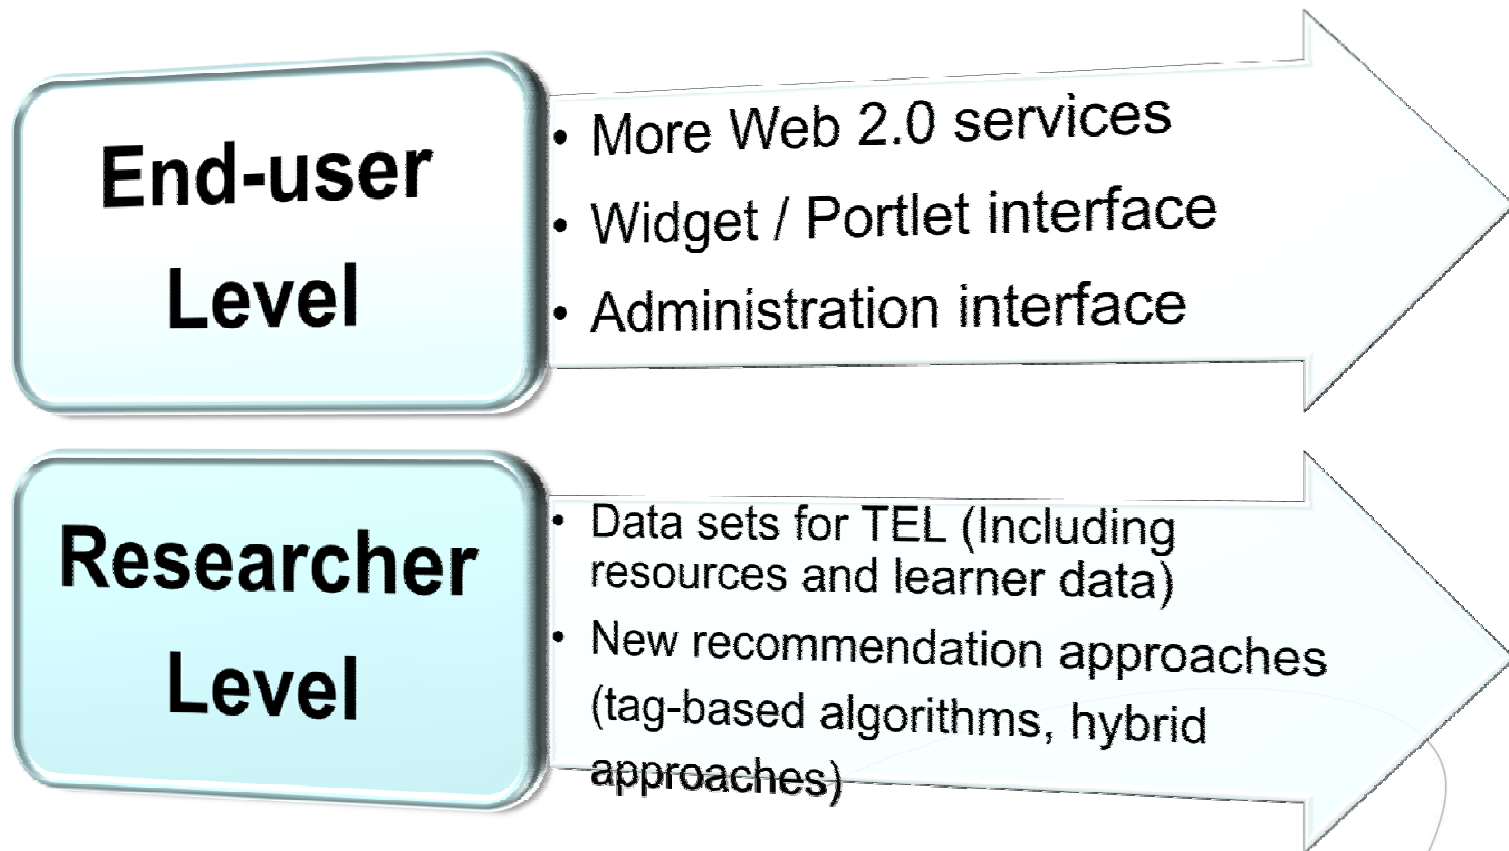 End-user
Level
• More Web 2.0 services
• Widget / Portlet interface
• Administration interface
Researcher
Level
• Data sets for TEL (Including
resources and learner data)
• New recommendation approaches
(tag-based algorithms, hybrid
approaches)